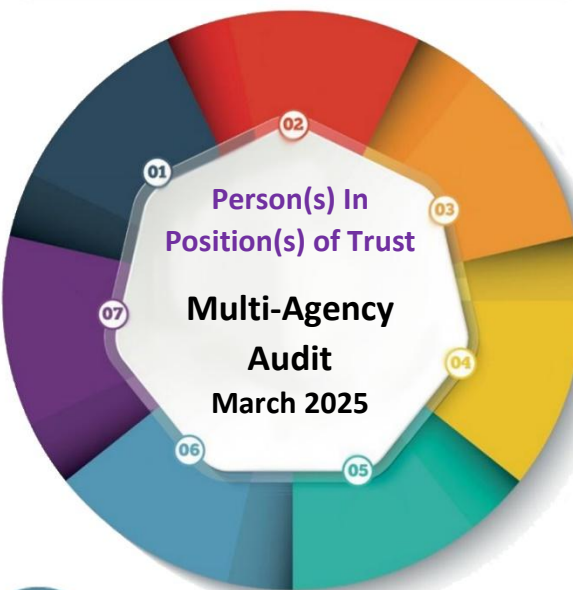 02
01
Person(s) In
03
Position(s) of Trust
07
Multi-Agency
Audit
04
March 2025
06
05